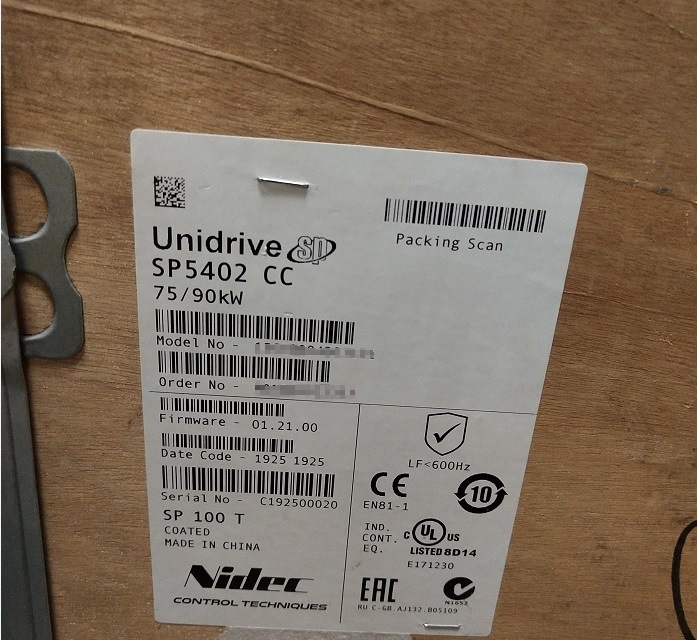 Packing Scan
Unidrive sp
SP5402 CC
75/90kW
Model No -
Order No -
Firmware - 01.21.00
Date Code - 1925 1925
Serial No - C192500020
SP 100 T
COATED
MADE IN CHINA
Nidec
CONTROL TECHNIQUES
LF<600Hz
CE
10
EN81-1
IND.
CONT.
EQ.
C UL US
LISTED 8D14
E171230
EAC
N1652
RU C-GB.AJ132.B05109